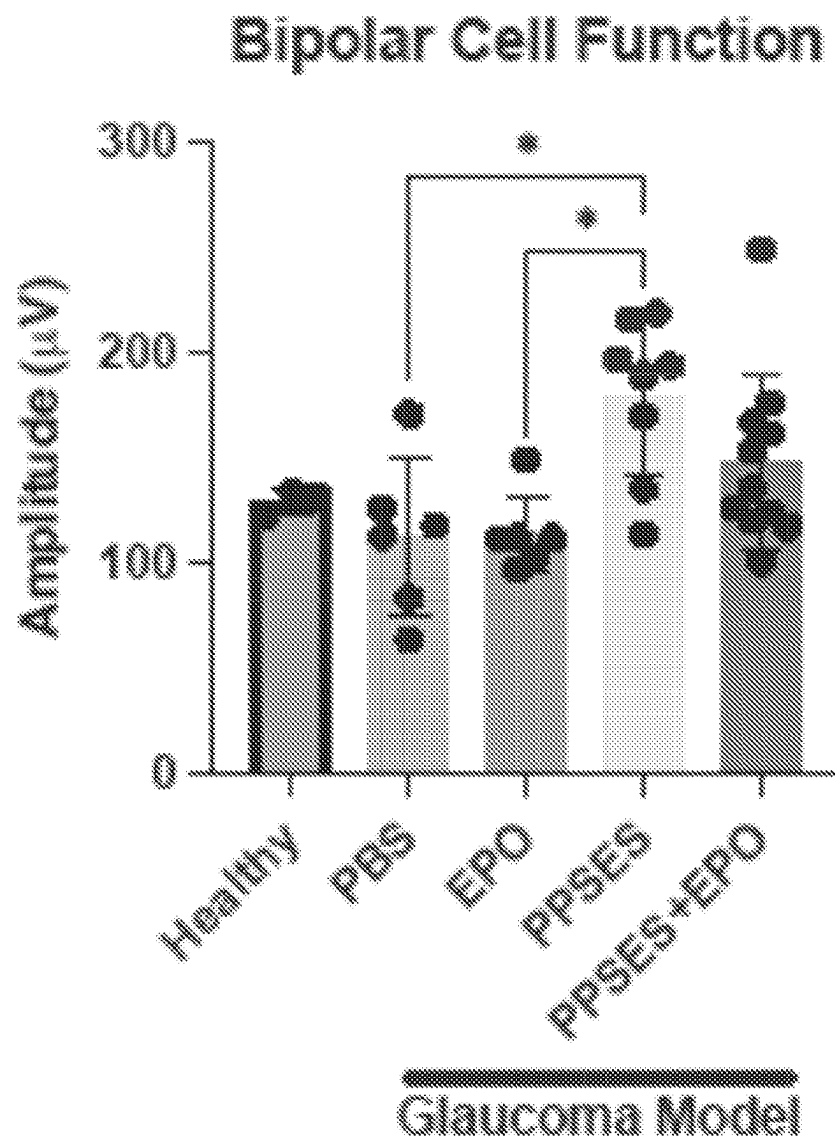 Bipolar Cell Function
300
200
100
0
Amplitude (μV)
*
*
Healthy
PBS
EPO
PPSES
PPSES+EPO
Glaucoma Model